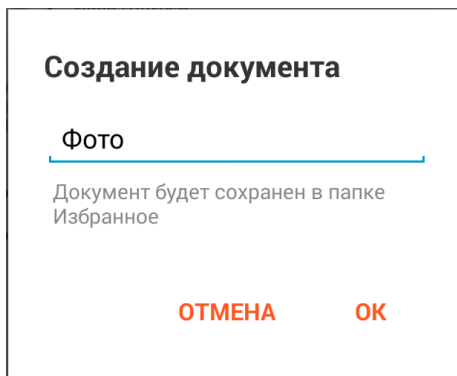 Создание документа
Фото
Документ будет сохранен в папке
Избранное
ОТМЕНА ОК